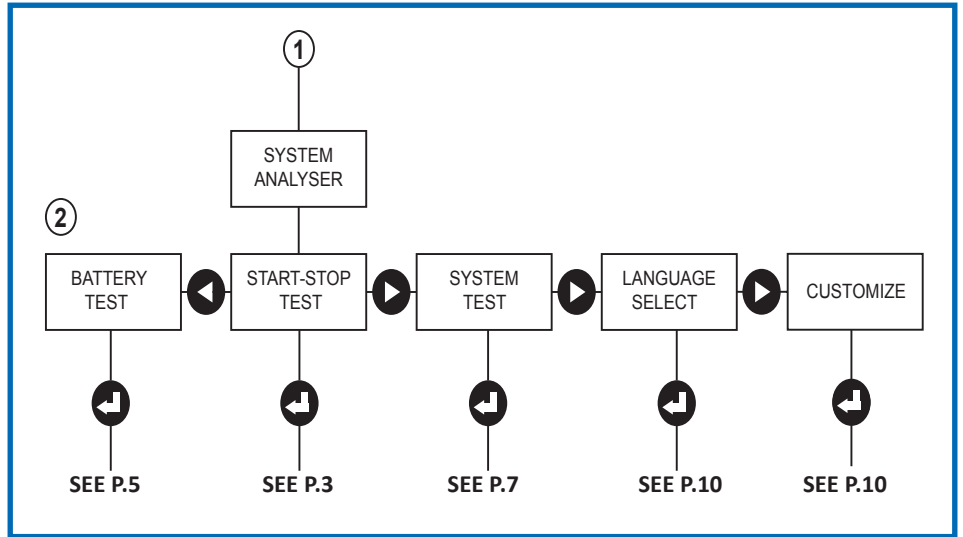 1
SYSTEM
ANALYSER
2
BATTERY
TEST
START-STOP
TEST
SYSTEM
TEST
LANGUAGE
SELECT
CUSTOMIZE
SEE P.5
SEE P.3
SEE P.7
SEE P.10
SEE P.10